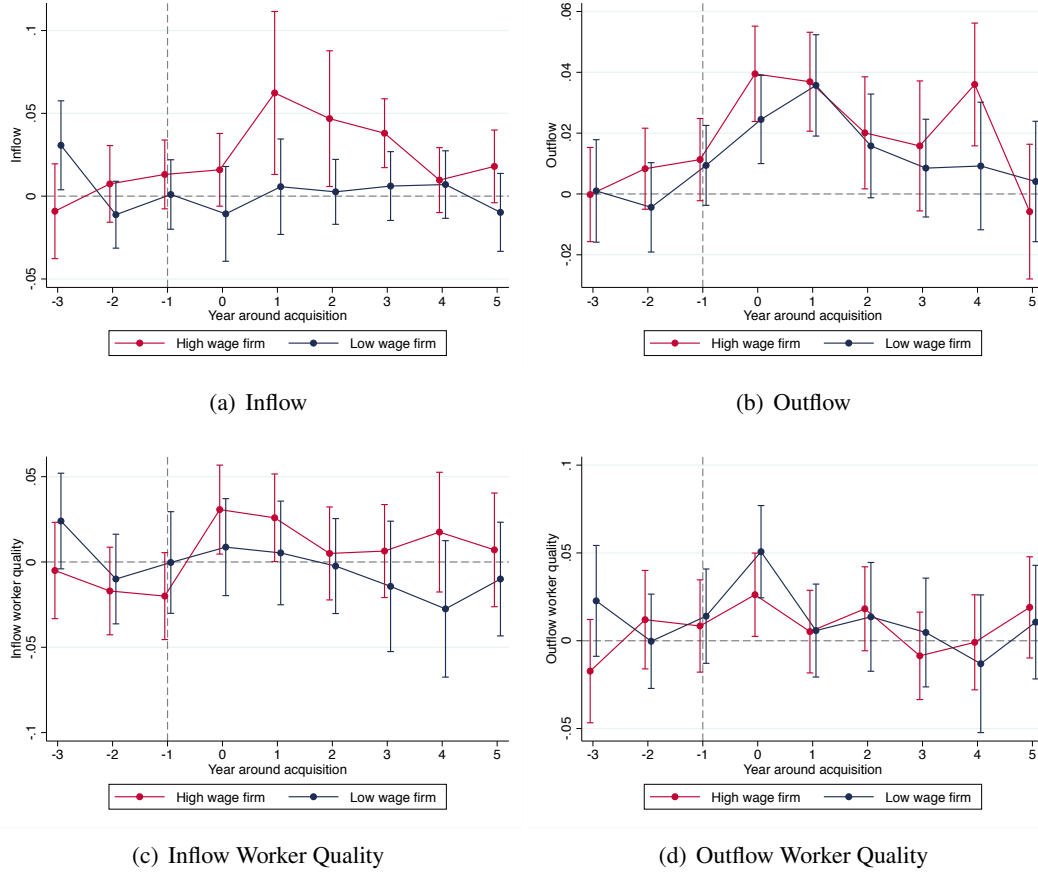 .1
.05
0
-.05
Inflow
-3 -2 -1 0 1 2 3 4 5
Year around acquisition
High wage firm Low wage firm
(a) Inflow
.06
.04
.02
0
-.02
Outflow
-3 -2 -1 0 1 2 3 4 5
Year around acquisition
High wage firm Low wage firm
(b) Outflow
.05
0
-.05
-.1
Inflow worker quality
-3 -2 -1 0 1 2 3 4 5
Year around acquisition
High wage firm Low wage firm
(c) Inflow Worker Quality
.1
.05
0
-.05
Outflow worker quality
-3 -2 -1 0 1 2 3 4 5
Year around acquisition
High wage firm Low wage firm
(d) Outflow Worker Quality